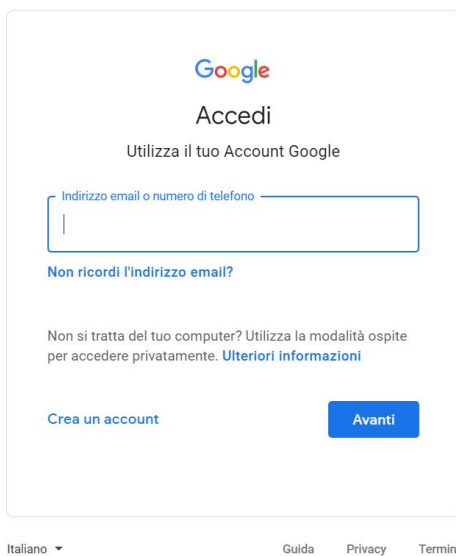 Google
Accedi
Utilizza il tuo Account Google
Indirizzo email o numero di telefono
Non ricordi l'indirizzo email?
Non si tratta del tuo computer? Utilizza la modalità ospite
per accedere privatamente. Ulteriori informazioni
Crea un account Avanti
Italiano Guida Privacy Termin